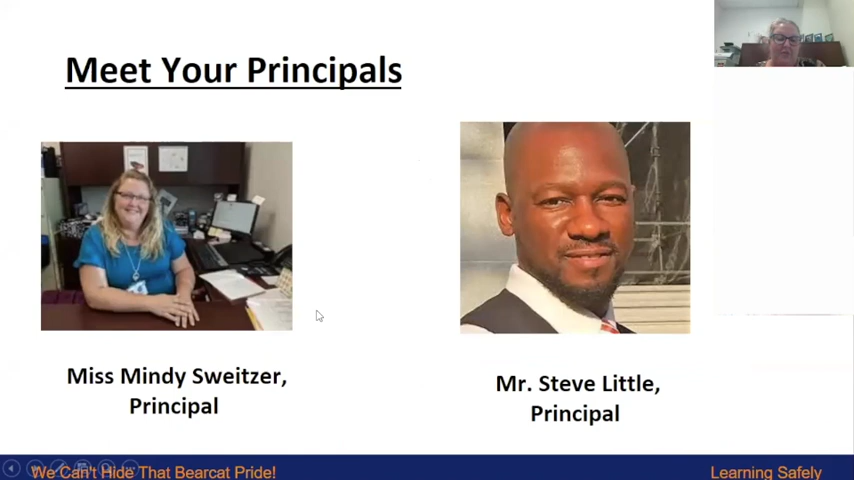 Meet Your Principals
Miss Mindy Sweitzer,
Principal
Mr. Steve Little,
Principal
We Can't Hide That Bearcat Pride!
Learning Safely